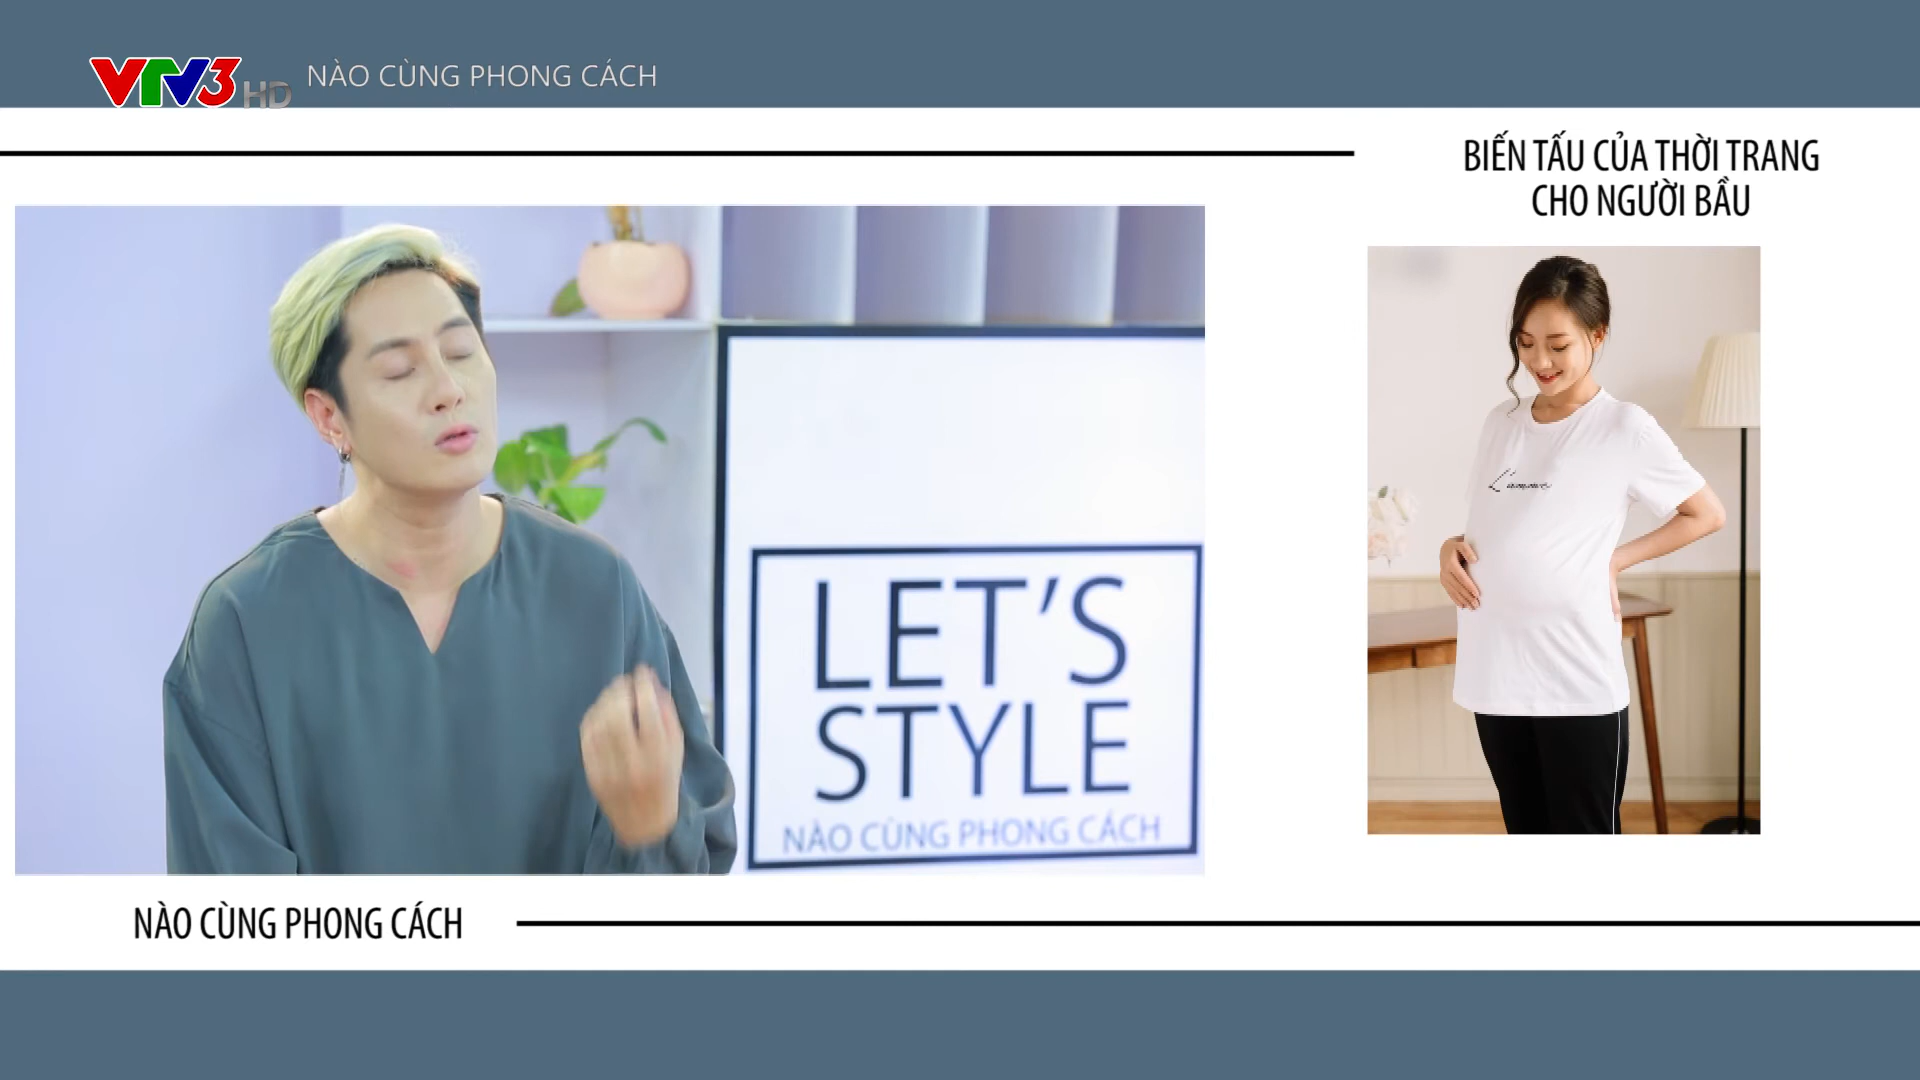 VTV3 HD
NÀO CÙNG PHONG CÁCH
BIẾN TẤU CỦA THỜI TRANG
CHO NGƯỜI BẦU
LET'S
STYLE
NÀO CÙNG PHONG CÁCH
NÀO CÙNG PHONG CÁCH